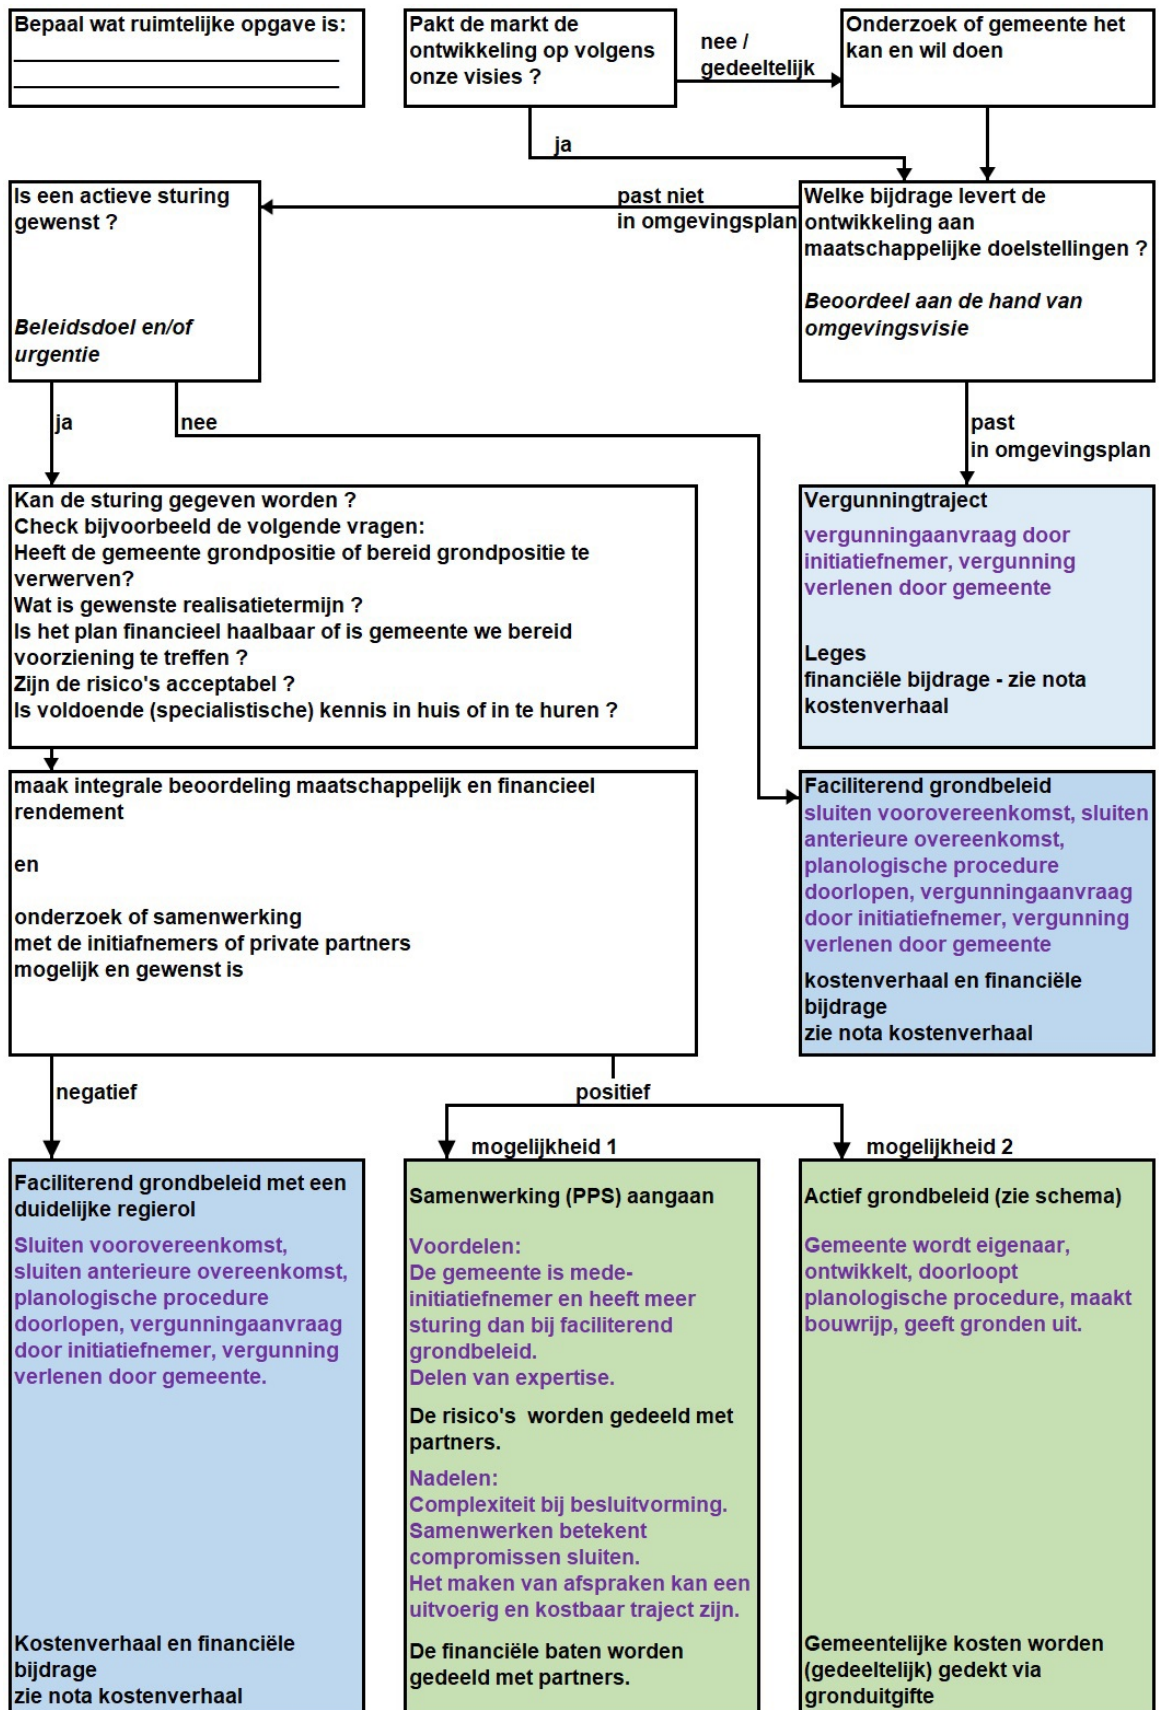 Bepaal wat ruimtelijke opgave is:
Pakt de markt de
ontwikkeling op volgens
onze visies ?
nee /
gedeeltelijk
Onderzoek of gemeente het
kan en wil doen
ja
Is een actieve sturing
gewenst ?
Beleidsdoel en/of
urgentie
past niet
in omgevingsplan
Welke bijdrage levert de
ontwikkeling aan
maatschappelijke doelstellingen ?
Beoordeel aan de hand van
omgevingsvisie
ja
nee
past
in omgevingsplan
Kan de sturing gegeven worden ?
Check bijvoorbeeld de volgende vragen:
Heeft de gemeente grondpositie of bereid grondpositie te
verwerven?
Wat is gewenste realisatietermijn ?
Is het plan financieel haalbaar of is gemeente we bereid
voorziening te treffen ?
Zijn de risico's acceptabel ?
Is voldoende (specialistische) kennis in huis of in te huren ?
Vergunningtraject
vergunningaanvraag door
initiatiefnemer, vergunning
verlenen door gemeente
Leges
financiële bijdrage - zie nota
kostenverhaal
maak integrale beoordeling maatschappelijk en financieel
rendement
en
onderzoek of samenwerking
met de initiafnemers of private partners
mogelijk en gewenst is
Faciliterend grondbeleid
sluiten voorovereenkomst, sluiten
anterieure overeenkomst,
planologische procedure
doorlopen, vergunningaanvraag
door initiatiefnemer, vergunning
verlenen door gemeente
kostenverhaal en financiële
bijdrage
zie nota kostenverhaal
negatief
positief
mogelijkheid 1
mogelijkheid 2
Faciliterend grondbeleid met een
duidelijke regierol
Sluiten voorovereenkomst,
sluiten anterieure overeenkomst,
planologische procedure
doorlopen, vergunningaanvraag
door initiatiefnemer, vergunning
verlenen door gemeente.
Kostenverhaal en financiële
bijdrage
zie nota kostenverhaal
Samenwerking (PPS) aangaan
Voordelen:
De gemeente is mede-
initiatiefnemer en heeft meer
sturing dan bij faciliterend
grondbeleid.
Delen van expertise.
De risico's worden gedeeld met
partners.
Nadelen:
Complexiteit bij besluitvorming.
Samenwerken betekent
compromissen sluiten.
Het maken van afspraken kan een
uitvoerig en kostbaar traject zijn.
De financiële baten worden
gedeeld met partners.
Actief grondbeleid (zie schema)
Gemeente wordt eigenaar,
ontwikkelt, doorloopt
planologische procedure, maakt
bouwrijp, geeft gronden uit.
Gemeentelijke kosten worden
(gedeeltelijk) gedekt via
gronduitgifte